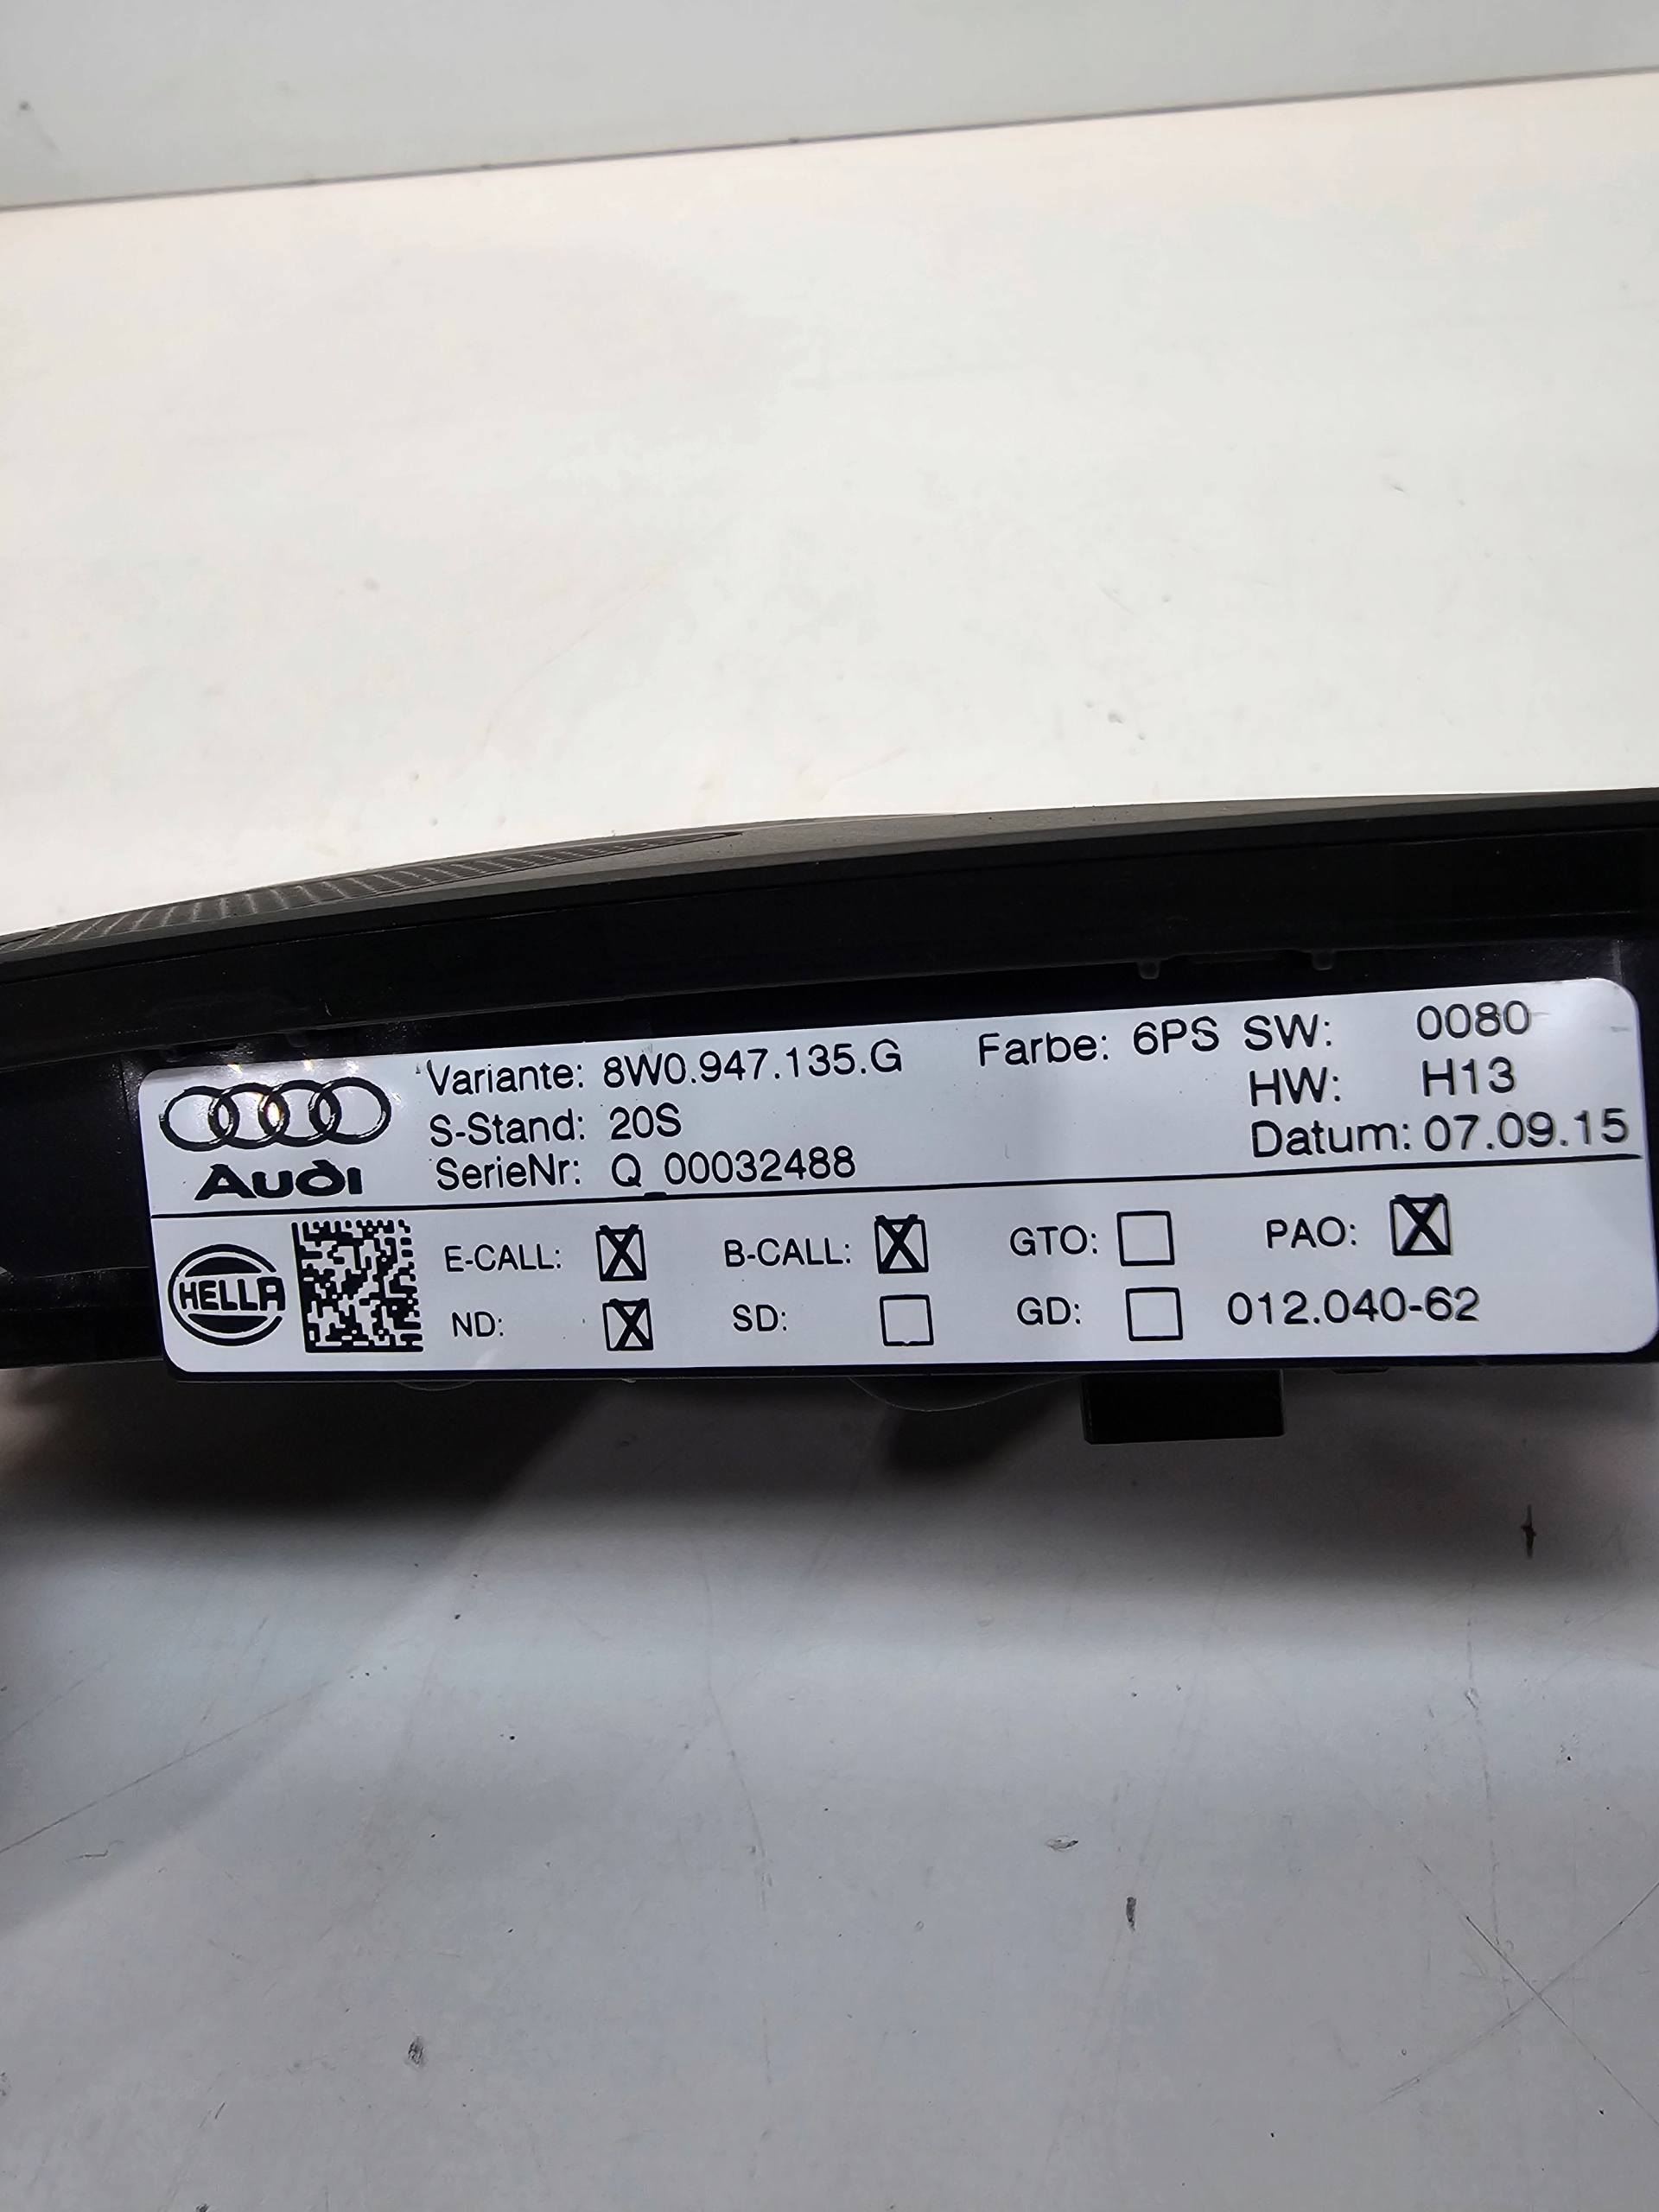 Variante: 8W0.947.135.G Farbe: 6PS SW: 0080
S-Stand: 20S HW: H13
SerieNr: Q_00032488 Datum: 07.09.15
Audi
HELLA E-CALL: ☒ B-CALL: ☒ GTO: ☐ PAO: ☒
ND: ☒ SD: ☐ GD: ☐ 012.040-62